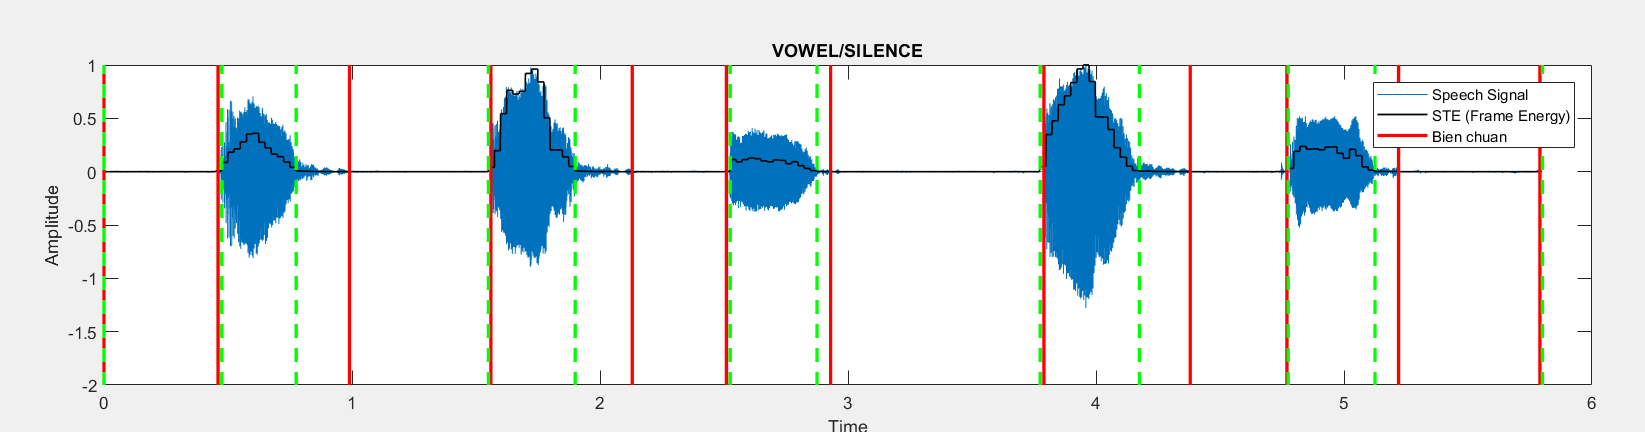 VOWEL/SILENCE
1
0.5
0
-0.5
-1
-1.5
-2
Amplitude
Speech Signal
STE (Frame Energy)
Bien chuan
0 1 2 3 4 5 6
Time